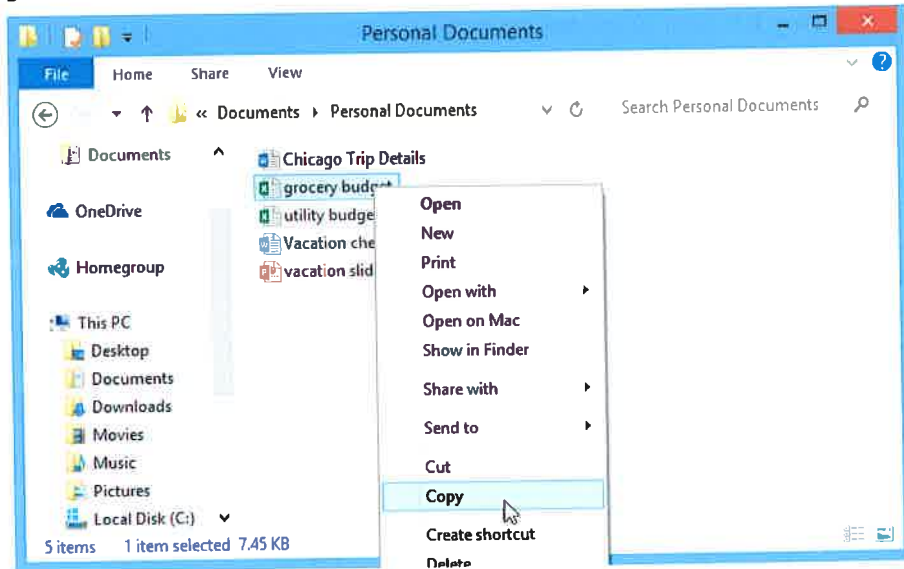 Personal Documents
File Home Share View
« Documents Personal Documents Search Personal Documents
Documents
OneDrive
Homegroup
This PC
Desktop
Documents
Downloads
Movies
Music
Pictures
Local Disk (C:)
Chicago Trip Details
grocery budget
utility budge
Vacation che
vacation slid
Open
New
Print
Open with
Open on Mac
Show in Finder
Share with
Send to
Cut
Copy
Create shortcut
Delete
5 items 1 item selected 7.45 KB